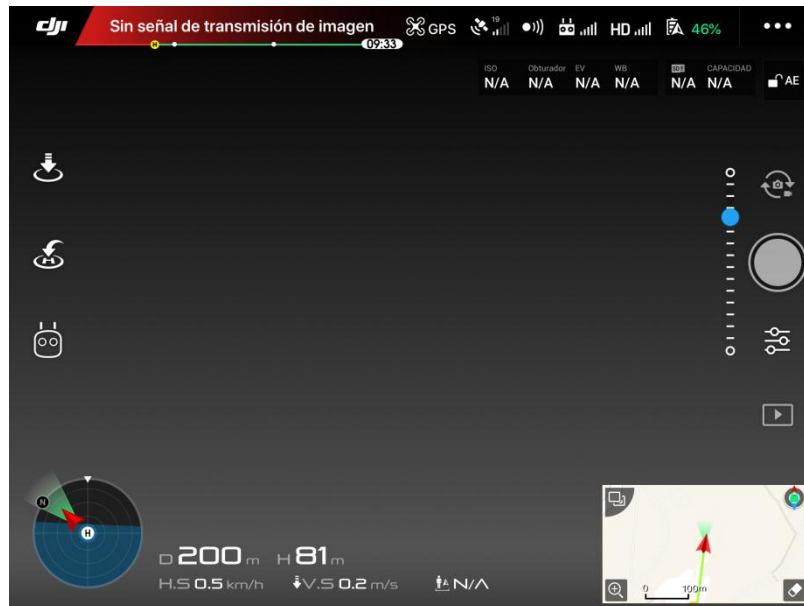 dji Sin señal de transmisión de imagen GPS 19 HD 46%
H 09:33
ISO Obturador EV WB CAPACIDAD
N/A N/A N/A N/A N/A N/A AE
H
N
H
D 200 m H 81 m
H.S 0.5 km/h V.S 0.2 m/s N/A
0 100m